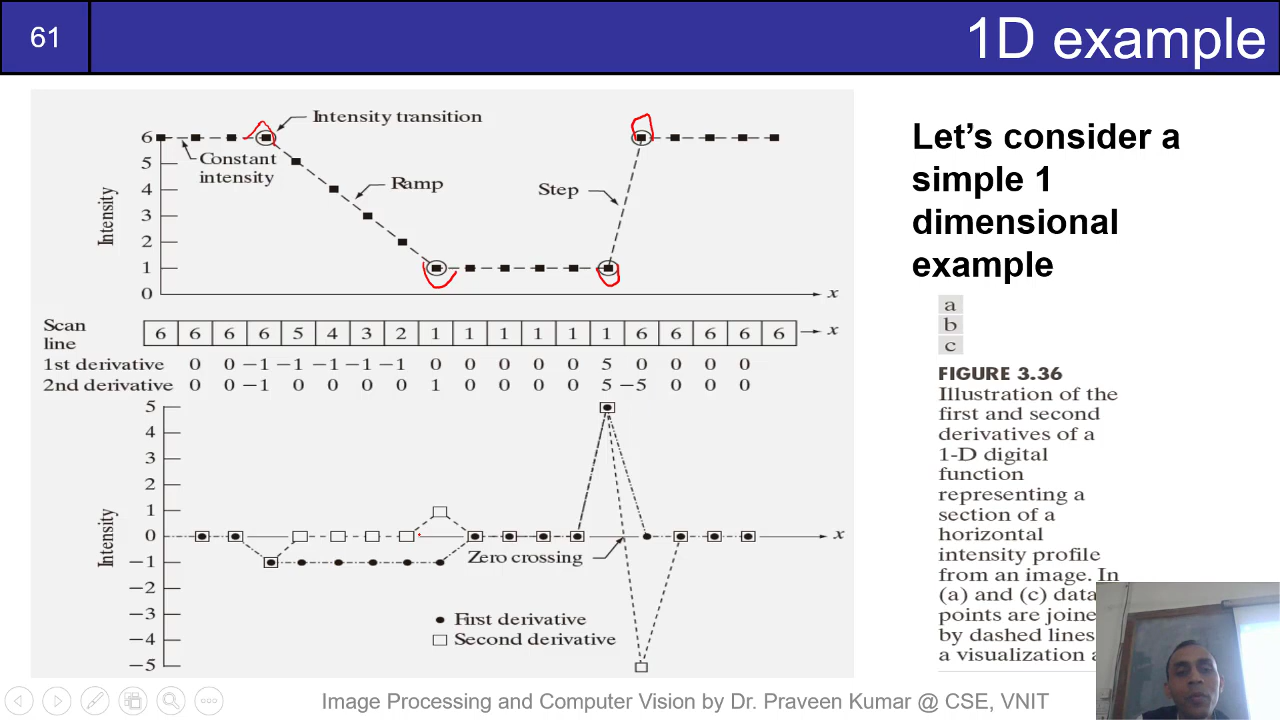 61
1D example
Intensity transition
Constant
intensity
Ramp
Step
Intensity
6
5
4
3
2
1
0
x
Scan
line
6 6 6 6 5 4 3 2 1 1 1 1 1 1 6 6 6 6 6
x
1st derivative 0 0 −1 −1 −1 −1 −1 0 0 0 0 0 5 0 0 0 0
2nd derivative 0 0 −1 0 0 0 0 1 0 0 0 0 5 −5 0 0 0
5
4
3
2
1
0
−1
−2
−3
−4
−5
Intensity
x
Zero crossing
First derivative
Second derivative
Let’s consider a
simple 1
dimensional
example
a
b
c
FIGURE 3.36
Illustration of the
first and second
derivatives of a
1-D digital
function
representing a
section of a
horizontal
intensity profile
from an image. In
(a) and (c) data
points are joine
by dashed lines
a visualization
Image Processing and Computer Vision by Dr. Praveen Kumar @ CSE, VNIT